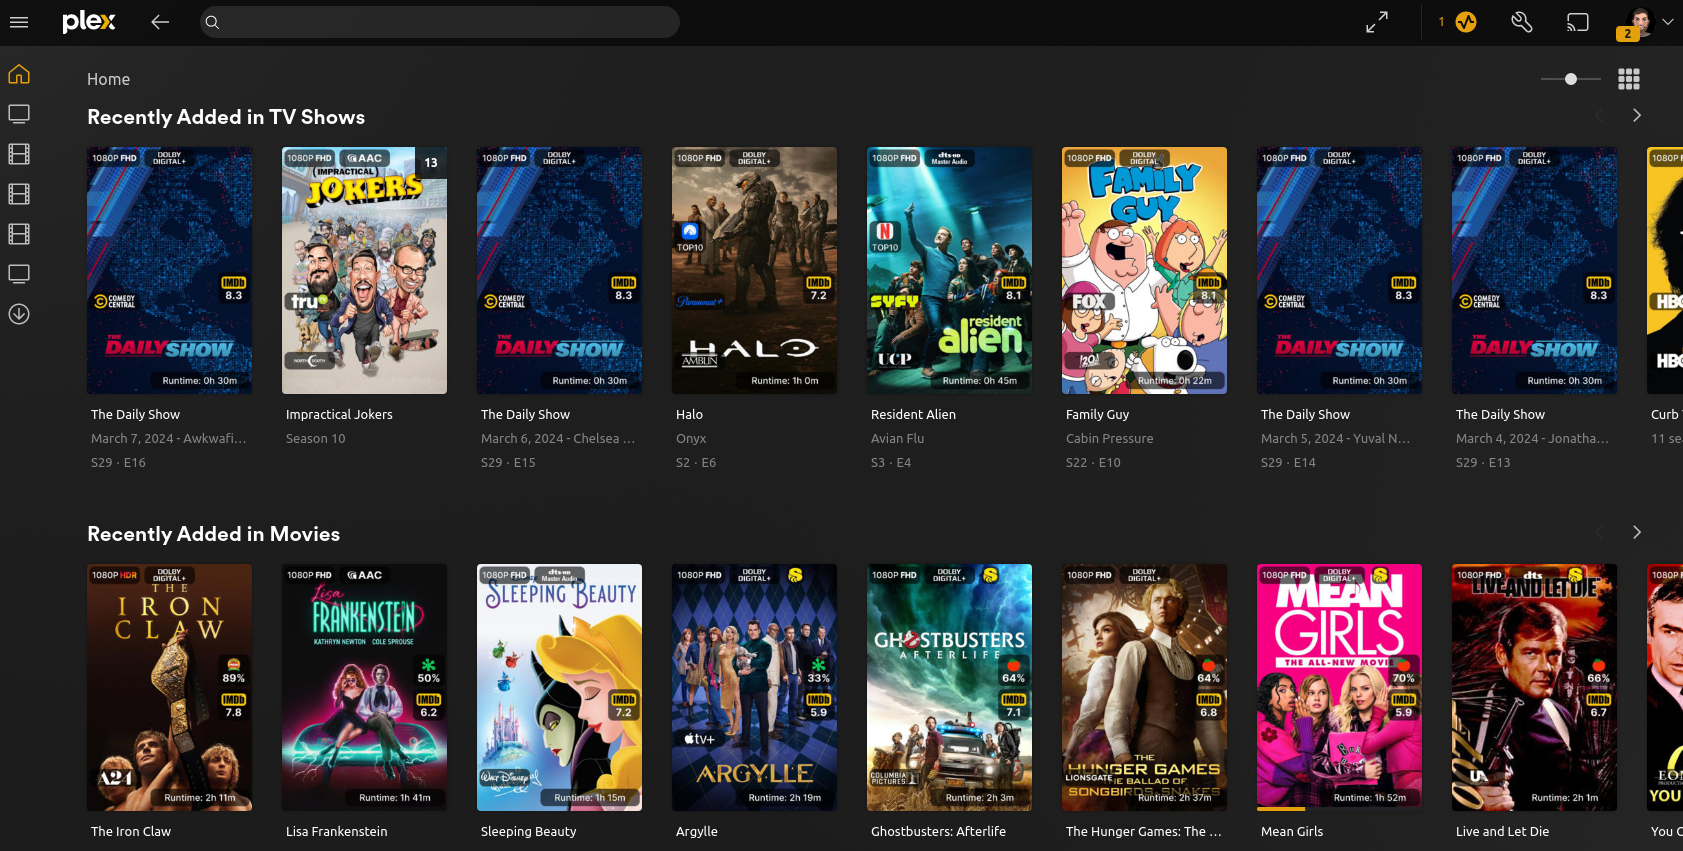 plex
1
2
Home
Recently Added in TV Shows
1080P FHD DOLBY DIGITAL+
IMDb
8.3
COMEDY CENTRAL
THE DAILY SHOW
Runtime: 0h 30m
The Daily Show
March 7, 2024 - Awkwafi...
S29 · E16
1080P FHD AAC
13
IMPRACTICAL
JOKERS
tru
NORTH SOUTH
Impractical Jokers
Season 10
1080P FHD DOLBY DIGITAL+
IMDb
8.3
COMEDY CENTRAL
THE DAILY SHOW
Runtime: 0h 30m
The Daily Show
March 6, 2024 - Chelsea ...
S29 · E15
1080P FHD DOLBY DIGITAL+
TOP10
IMDb
7.2
Paramount+
HALO
AMBLIN
Runtime: 1h 0m
Halo
Onyx
S2 · E6
1080P FHD dts-HD Master Audio
N
TOP10
IMDb
8.1
SYFY
resident
alien
UCP
Runtime: 0h 45m
Resident Alien
Avian Flu
S3 · E4
1080P FHD DOLBY DIGITAL
FAMILY
GUY
IMDb
8.1
FOX
20
Runtime: 0h 22m
Family Guy
Cabin Pressure
S22 · E10
1080P FHD DOLBY DIGITAL+
IMDb
8.3
COMEDY CENTRAL
THE DAILY SHOW
Runtime: 0h 30m
The Daily Show
March 5, 2024 - Yuval N...
S29 · E14
1080P FHD DOLBY DIGITAL+
IMDb
8.3
COMEDY CENTRAL
THE DAILY SHOW
Runtime: 0h 30m
The Daily Show
March 4, 2024 - Jonatha...
S29 · E13
1080P F
HBO
HBO
Curb
11 se
Recently Added in Movies
1080P HDR DOLBY DIGITAL+
THE
IRON
CLAW
89%
IMDb
7.8
A24
Runtime: 2h 11m
The Iron Claw
1080P FHD AAC
Lisa
FRANKENSTEIN
KATHRYN NEWTON COLE SPROUSE
50%
IMDb
6.2
Runtime: 1h 41m
Lisa Frankenstein
1080P FHD dts-HD Master Audio
SLEEPING BEAUTY
IMDb
7.2
Walt Disney
Runtime: 1h 15m
Sleeping Beauty
1080P FHD DOLBY DIGITAL+
33%
IMDb
5.9
tv+
ARGYLLE
Runtime: 2h 19m
Argylle
1080P FHD DOLBY DIGITAL+
GHOSTBUSTERS
AFTERLIFE
64%
IMDb
7.1
COLUMBIA PICTURES
Runtime: 2h 3m
Ghostbusters: Afterlife
1080P FHD DOLBY DIGITAL+
64%
IMDb
6.8
THE
HUNGER GAMES
LIONSGATE THE BALLAD OF
SONGBIRDS SNAKES
Runtime: 2h 37m
The Hunger Games: The ...
1080P FHD DOLBY DIGITAL+
MEAN
GIRLS
THE ALL-NEW MOVIE
70%
IMDb
5.9
Runtime: 1h 52m
Mean Girls
1080P FHD dts
LIVE AND LET DIE
66%
IMDb
6.7
007
UA
Runtime: 2h 1m
Live and Let Die
1080P F
EON
YOU
You O